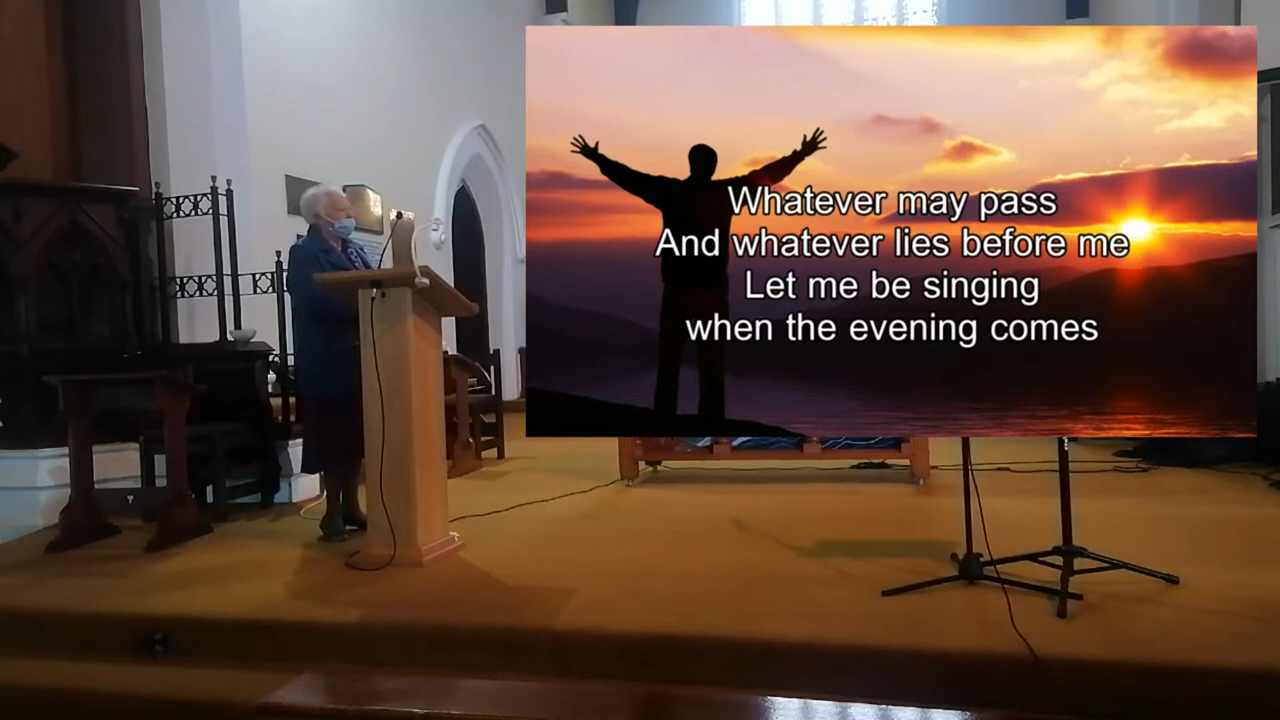 Whatever may pass
And whatever lies before me
Let me be singing
when the evening comes